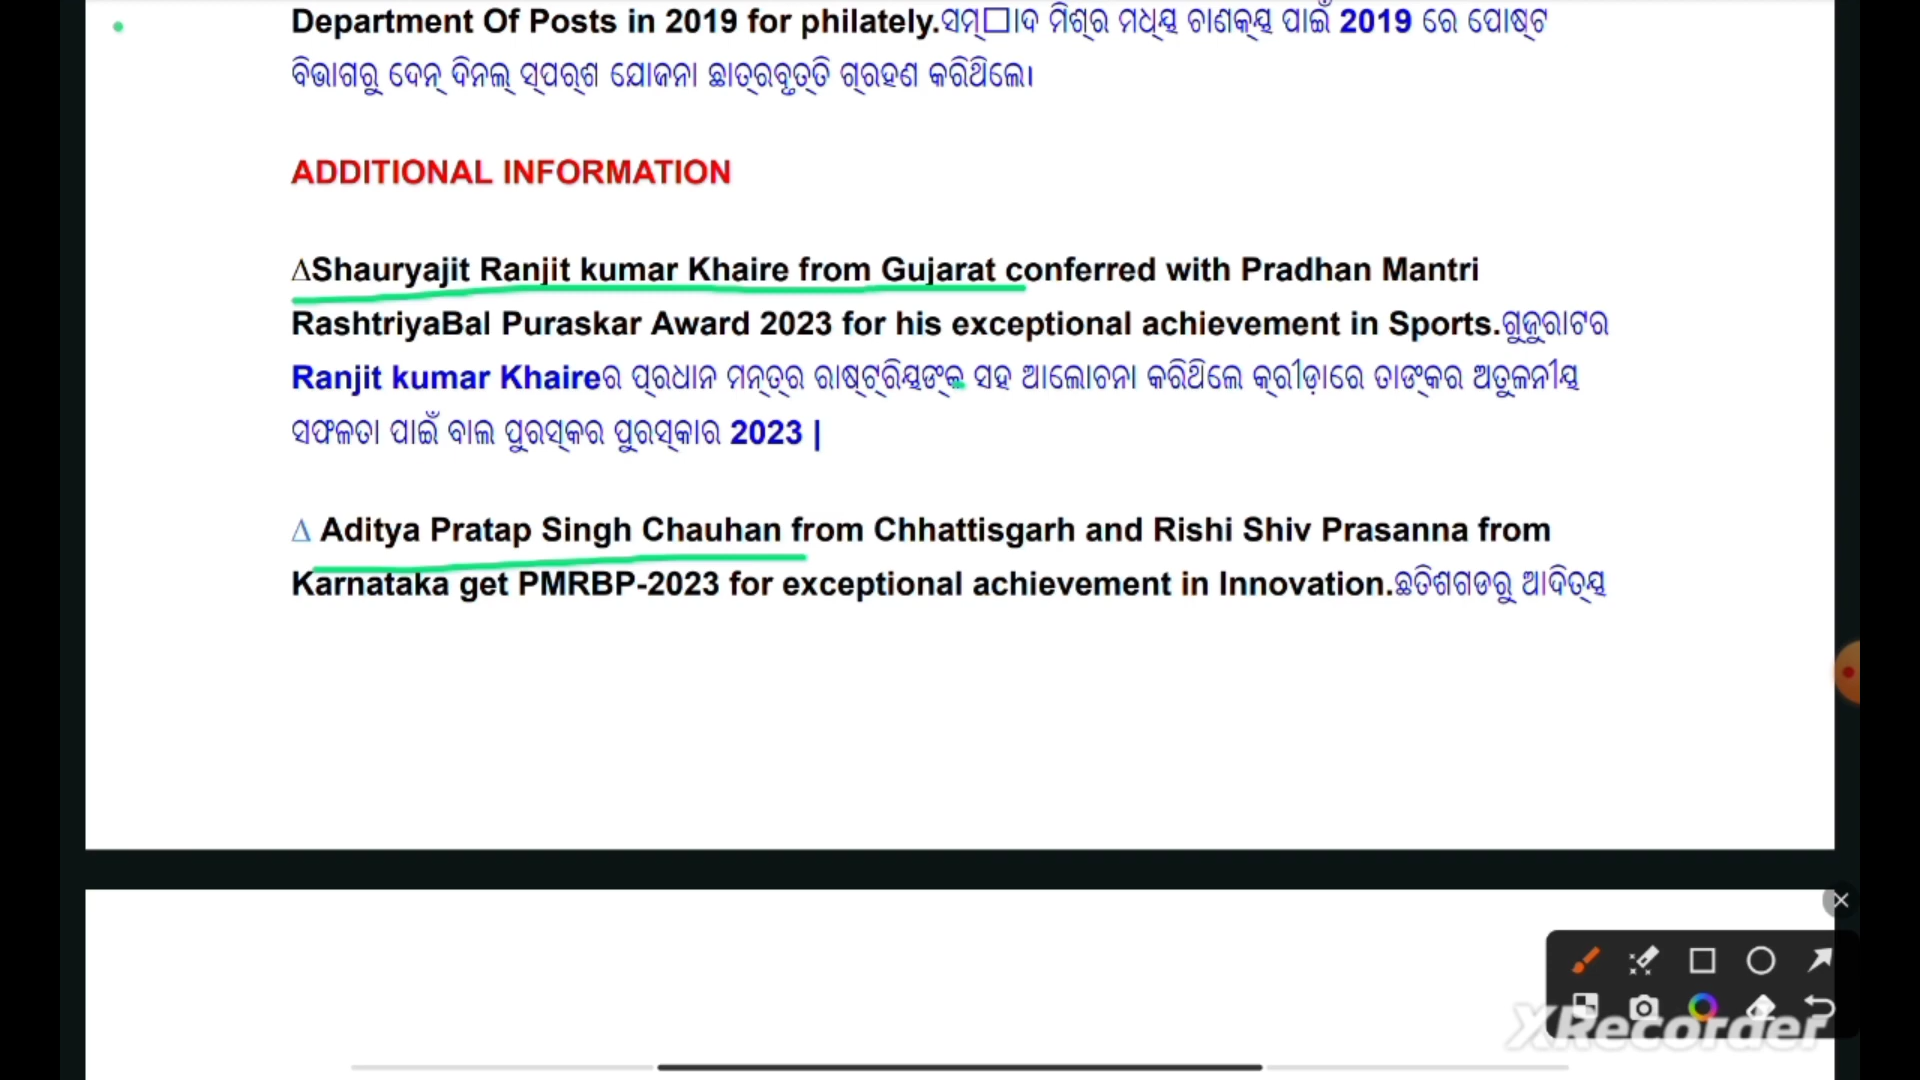 Department Of Posts in 2019 for philately.ସମ୍□ାଦ ମିଶ୍ର ମଧ୍ୟ ଚାଣକ୍ୟ ପାଇଁ 2019 ରେ ପୋଷ୍ଟ
ବିଭାଗରୁ ଦେନ୍ ଦିନଲ୍ ସ୍ପର୍ଶ ଯୋଜନା ଛାତ୍ରବୃତ୍ତି ଗ୍ରହଣ କରିଥିଲେ।
ADDITIONAL INFORMATION
∆Shauryajit Ranjit kumar Khaire from Gujarat conferred with Pradhan Mantri
RashtriyaBal Puraskar Award 2023 for his exceptional achievement in Sports.ଗୁଜୁରାଟର
Ranjit kumar Khaireର ପ୍ରଧାନ ମନ୍ତ୍ର ରାଷ୍ଟ୍ରିୟଙ୍କ ସହ ଆଲୋଚନା କରିଥିଲେ କ୍ରୀଡ଼ାରେ ତାଙ୍କର ଅତୁଳନୀୟ
ସଫଳତା ପାଇଁ ବାଲ ପୁରସ୍କର ପୁରସ୍କାର 2023 |
∆ Aditya Pratap Singh Chauhan from Chhattisgarh and Rishi Shiv Prasanna from
Karnataka get PMRBP-2023 for exceptional achievement in Innovation.ଛତିଶଗଡରୁ ଆଦିତ୍ୟ
XRecorder